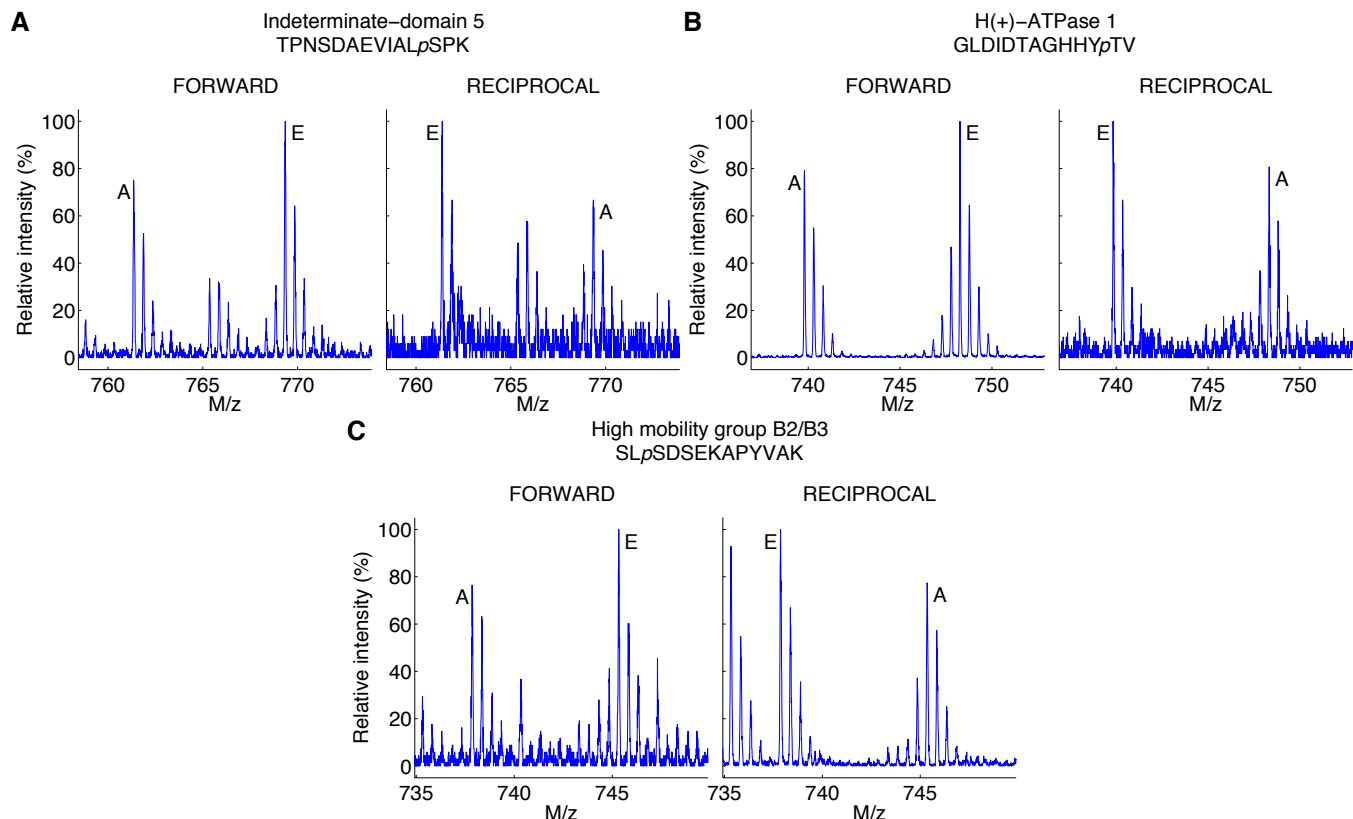 A
Indeterminate−domain 5
TPNSDAEVIALpSPK
FORWARD
RECIPROCAL
Relative intensity (%)
100
80
60
40
20
0
A
E
E
A
760 765 770
M/z
760 765 770
M/z
B
H(+)−ATPase 1
GLDIDTAGHHYpTV
FORWARD
RECIPROCAL
Relative intensity (%)
100
80
60
40
20
0
A
E
E
A
740 745 750
M/z
740 745 750
M/z
C
High mobility group B2/B3
SLpSDSEKAPYVAK
FORWARD
RECIPROCAL
Relative intensity (%)
100
80
60
40
20
0
A
E
E
A
735 740 745
M/z
735 740 745
M/z